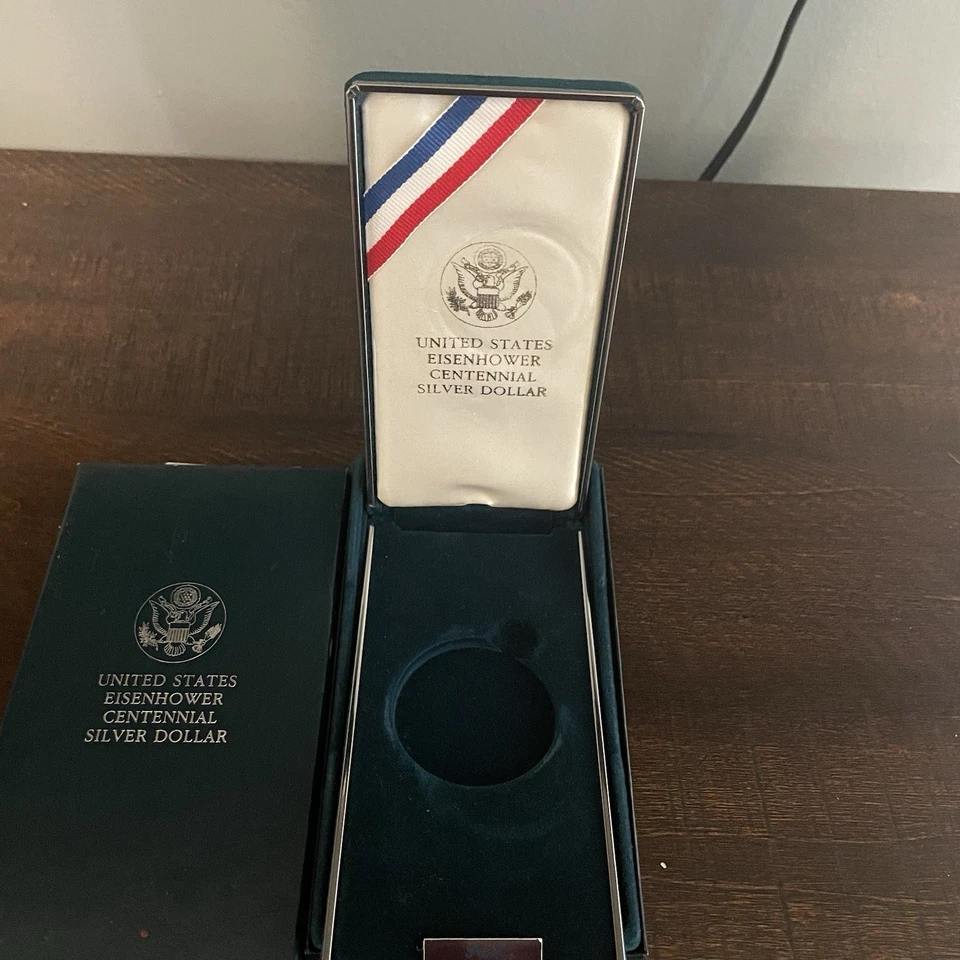 UNITED STATES
EISENHOWER
CENTENNIAL
SILVER DOLLAR
UNITED STATES
EISENHOWER
CENTENNIAL
SILVER DOLLAR